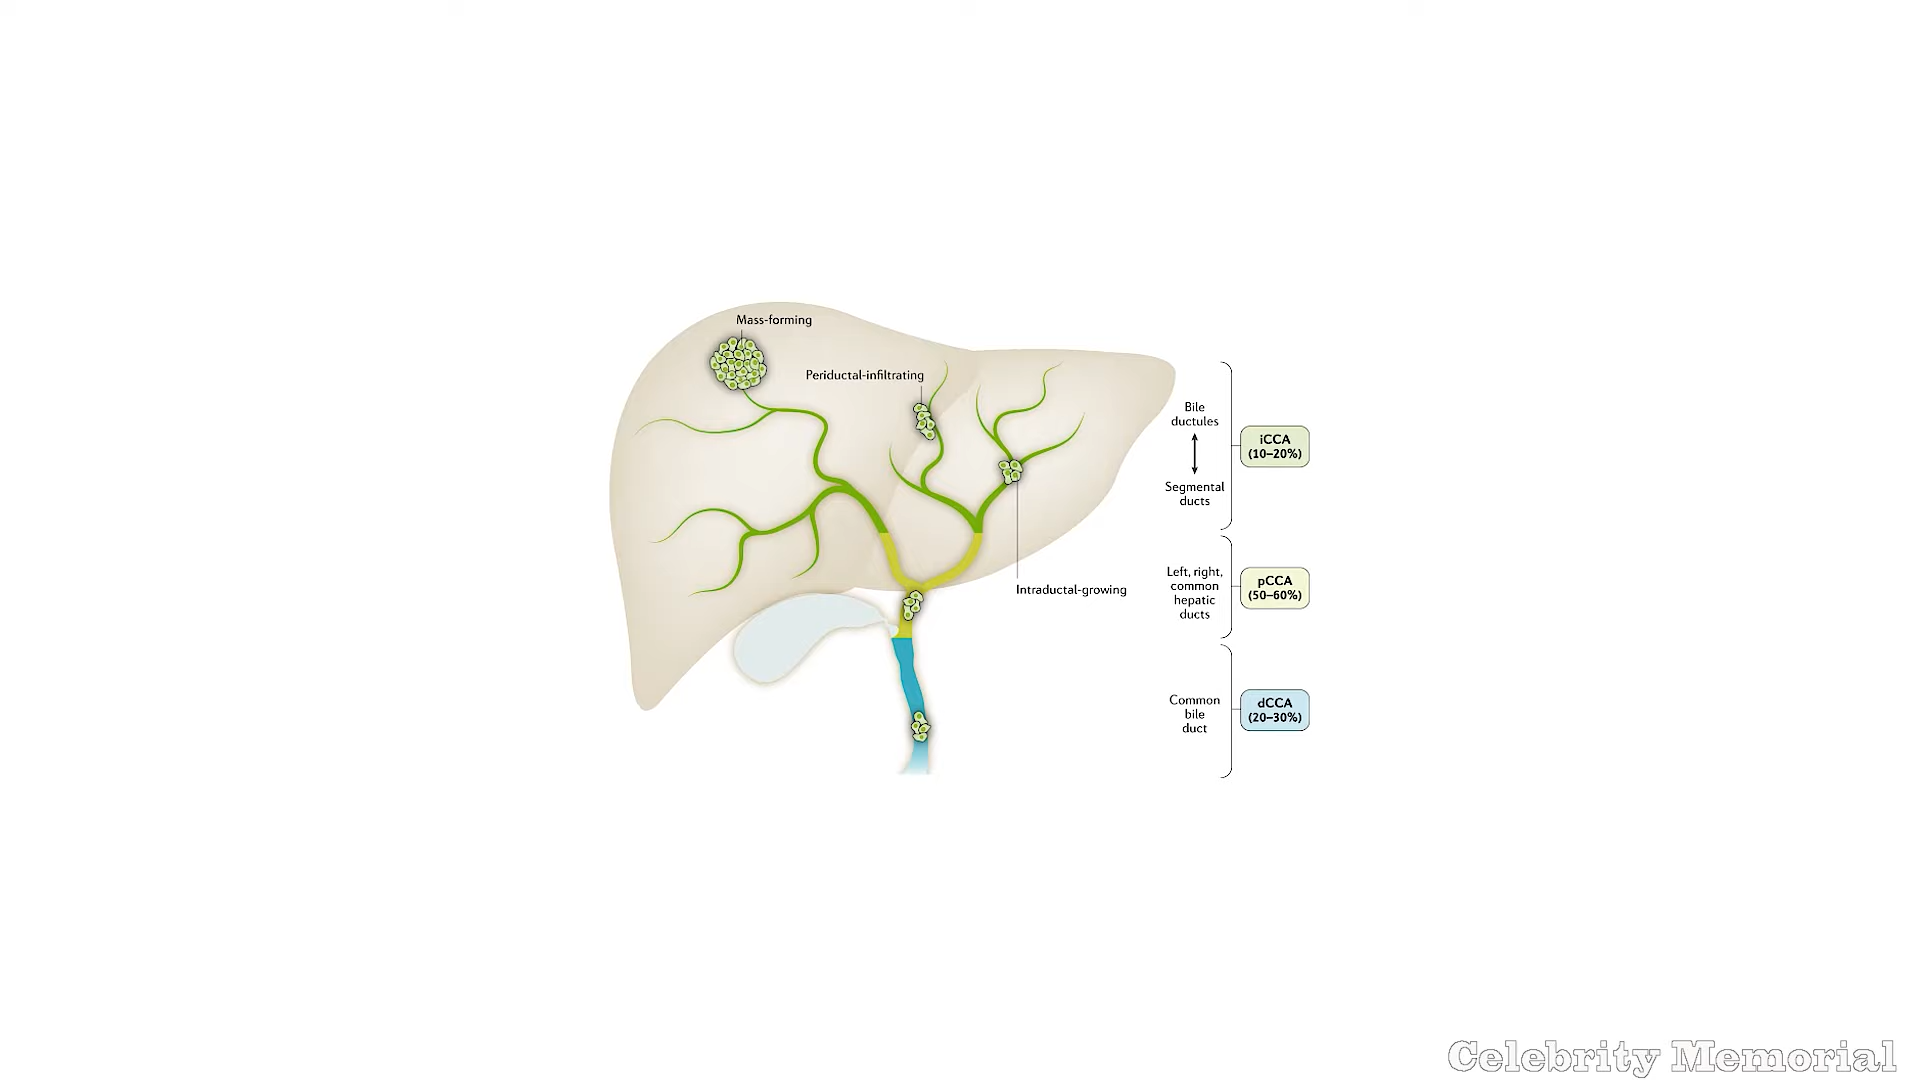 Mass-forming
Periductal-infiltrating
Intraductal-growing
Bile
ductules
Segmental
ducts
iCCA
(10–20%)
Left, right,
common
hepatic
ducts
pCCA
(50–60%)
Common
bile
duct
dCCA
(20–30%)
Celebrity Memorial